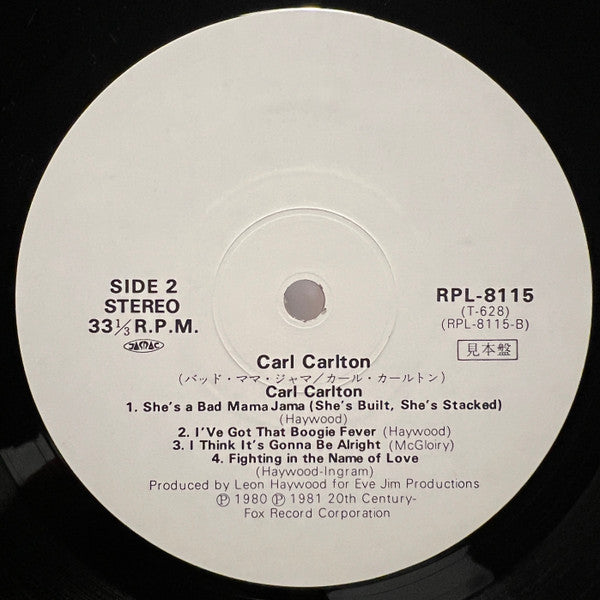 SIDE 2
STEREO
33⅓ R.P.M.
JASRAC
RPL-8115
(T-628)
(RPL-8115-B)
見本盤
Carl Carlton
(バッド・ママ・ジャマ/カール・カールトン)
Carl Carlton
1. She's a Bad Mama Jama (She's Built, She's Stacked)
(Haywood)
2. I'Ve Got That Boogie Fever (Haywood)
3. I Think It's Gonna Be Alright (McGloiry)
4. Fighting in the Name of Love
(Haywood-Ingram)
Produced by Leon Haywood for Eve Jim Productions
Ⓟ 1980 Ⓟ 1981 20th Century-
Fox Record Corporation